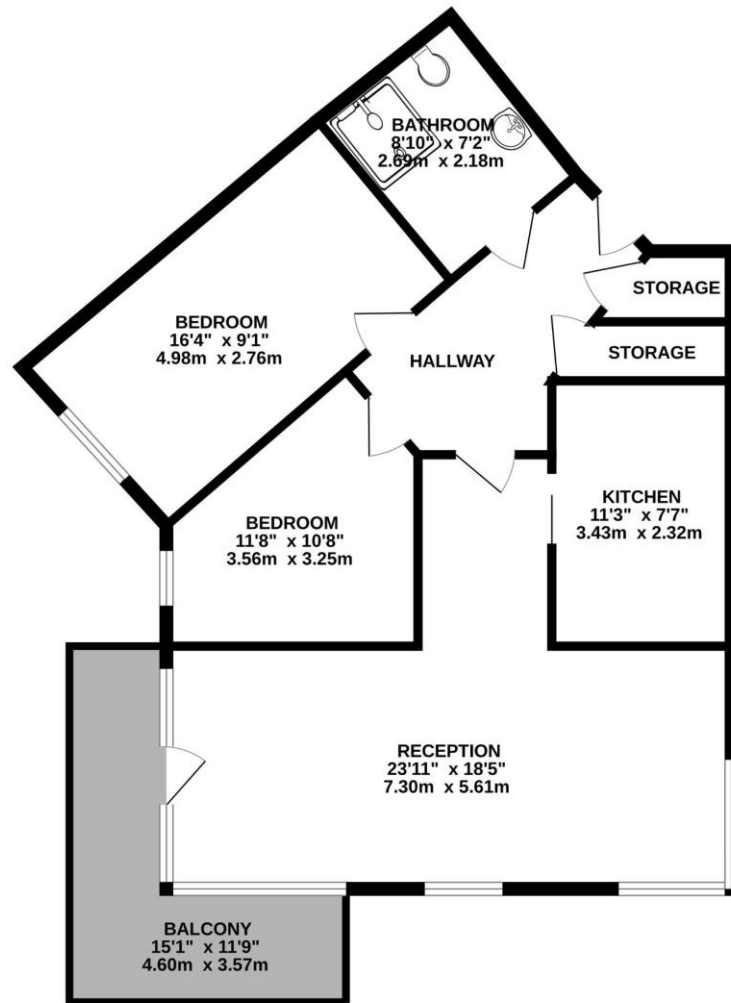 BATHROOM
8'10" x 7'2"
2.69m x 2.18m
STORAGE
BEDROOM
16'4" x 9'1"
4.98m x 2.76m
HALLWAY
STORAGE
KITCHEN
11'3" x 7'7"
3.43m x 2.32m
BEDROOM
11'8" x 10'8"
3.56m x 3.25m
RECEPTION
23'11" x 18'5"
7.30m x 5.61m
BALCONY
15'1" x 11'9"
4.60m x 3.57m